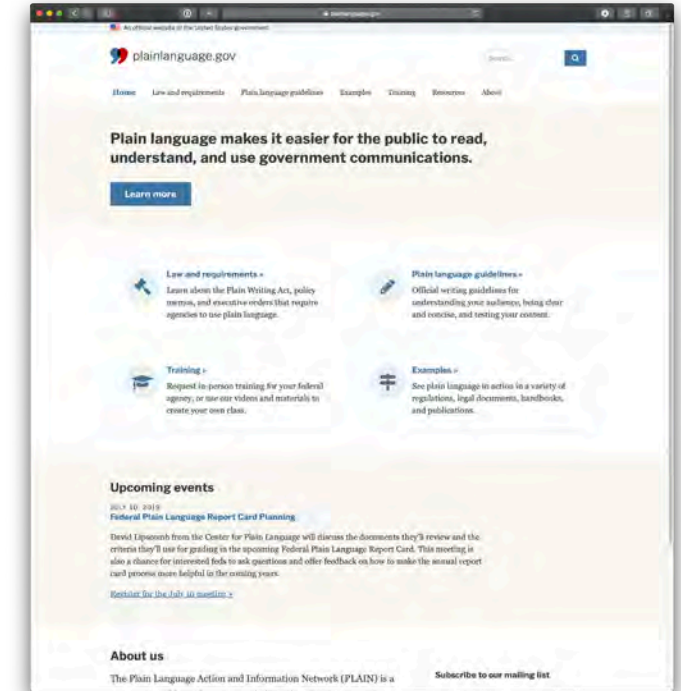 An official website of the United States government
plainlanguage.gov
Search
Home Law and requirements Plain language guidelines Examples Training Resources About
Plain language makes it easier for the public to read,
understand, and use government communications.
Learn more
Law and requirements »
Learn about the Plain Writing Act, policy
memos, and executive orders that require
agencies to use plain language.
Plain language guidelines »
Official writing guidelines for
understanding your audience, being clear
and concise, and testing your content.
Training »
Request in-person training for your federal
agency, or use our videos and materials to
create your own class.
Examples »
See plain language in action in a variety of
regulations, legal documents, handbooks,
and publications.
Upcoming events
JULY 10, 2019
Federal Plain Language Report Card Planning
David Lipscomb from the Center for Plain Language will discuss the documents they'll review and the
criteria they'll use for grading in the upcoming Federal Plain Language Report Card. This meeting is
also a chance for interested feds to ask questions and offer feedback on how to make the annual report
card process more helpful in the coming years.
Register for the July 10 meeting »
About us
The Plain Language Action and Information Network (PLAIN) is a
Subscribe to our mailing list